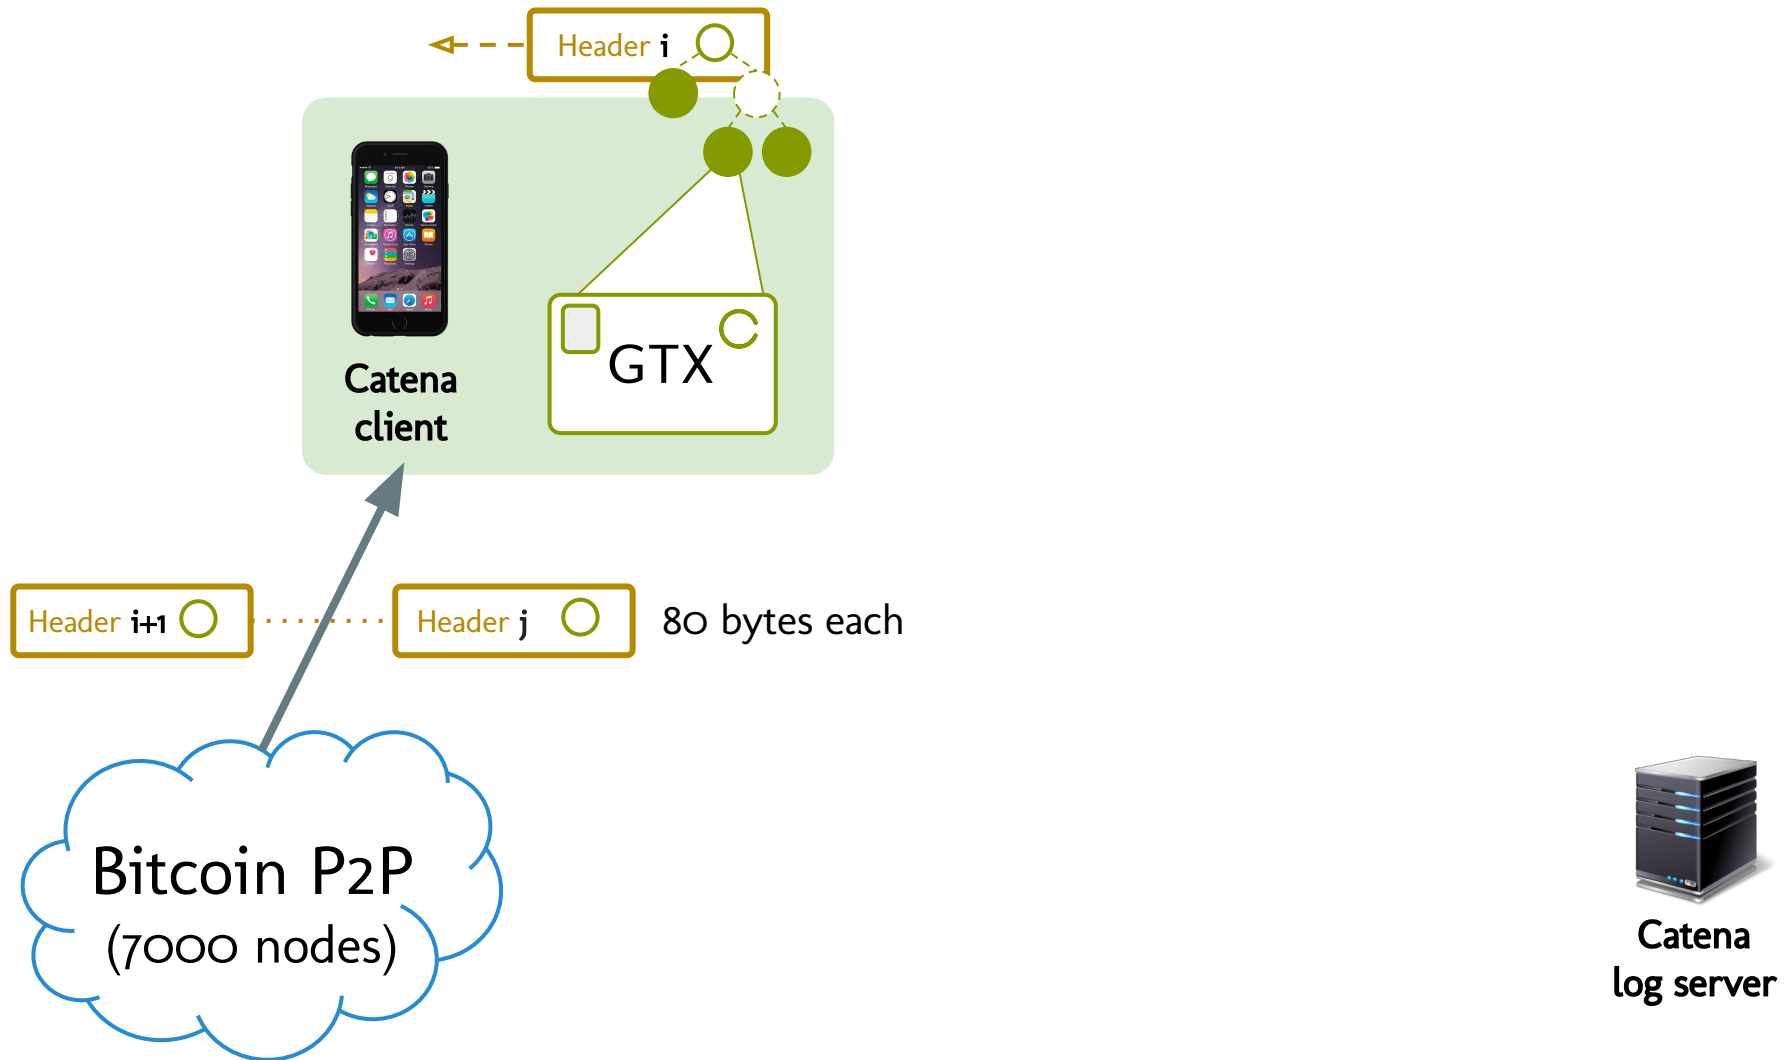 Header i
Catena
client
GTX
Header i+1
Header j
80 bytes each
Bitcoin P2P
(7000 nodes)
Catena
log server